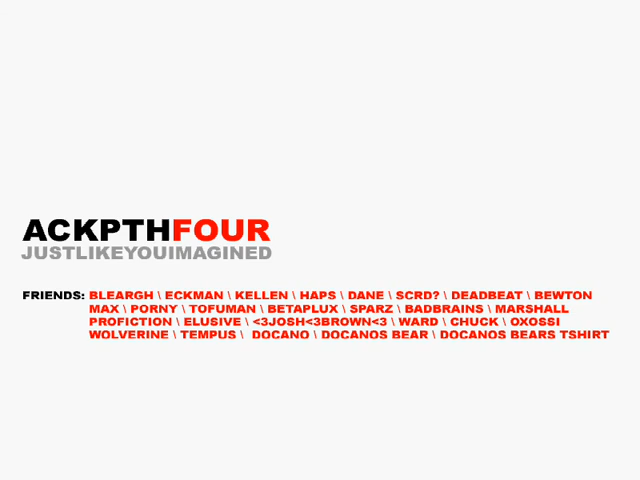 ACKPTHFOUR
JUSTLIKEYOUIMAGINED
FRIENDS: BLEARGH \ ECKMAN \ KELLEN \ HAPS \ DANE \ SCRD? \ DEADBEAT \ BEWTON
MAX \ PORNY \ TOFUMAN \ BETAPLUX \ SPARZ \ BADBRAINS \ MARSHALL
PROFICTION \ ELUSIVE \ <3JOSH<3BROWN<3 \ WARD \ CHUCK \ OXOSSI
WOLVERINE \ TEMPUS \ DOCANO \ DOCANOS BEAR \ DOCANOS BEARS TSHIRT